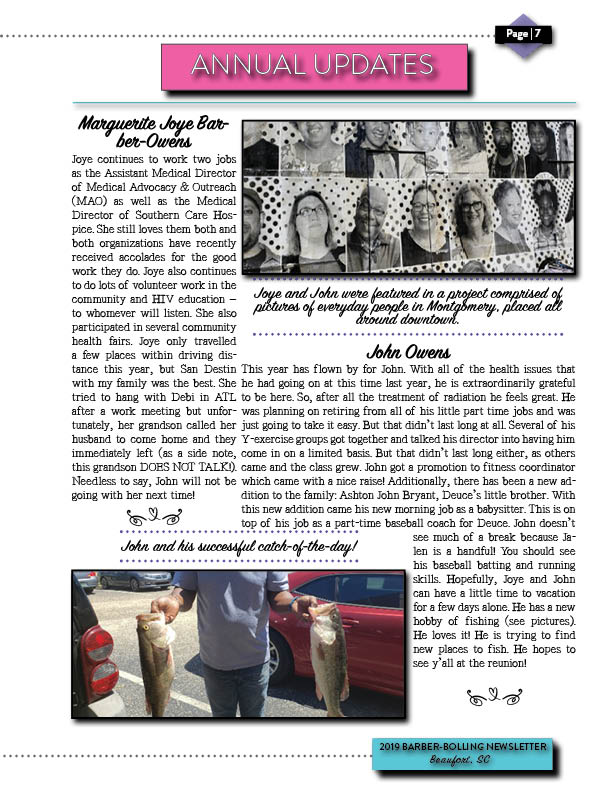 Page | 7
ANNUAL UPDATES
Marguerite Joye Bar-
ber-Owens
Joye continues to work two jobs
as the Assistant Medical Director
of Medical Advocacy & Outreach
(MAO) as well as the Medical
Director of Southern Care Hos-
pice. She still loves them both and
both organizations have recently
received accolades for the good
work they do. Joye also continues
to do lots of volunteer work in the
community and HIV education –
to whomever will listen. She also
participated in several community
health fairs. Joye only travelled
a few places within driving dis-
tance this year, but San Destin
with my family was the best. She
tried to hang with Debi in ATL
after a work meeting but unfor-
tunately, her grandson called her
husband to come home and they
immediately left (as a side note,
this grandson DOES NOT TALK!).
Needless to say, John will not be
going with her next time!
Joye and John were featured in a project comprised of
pictures of everyday people in Montgomery, placed all
around downtown.
John Owens
This year has flown by for John. With all of the health issues that
he had going on at this time last year, he is extraordinarily grateful
to be here. So, after all the treatment of radiation he feels great. He
was planning on retiring from all of his little part time jobs and was
just going to take it easy. But that didn't last long at all. Several of his
Y-exercise groups got together and talked his director into having him
come in on a limited basis. But that didn't last long either, as others
came and the class grew. John got a promotion to fitness coordinator
which came with a nice raise! Additionally, there has been a new ad-
dition to the family: Ashton John Bryant, Deuce's little brother. With
this new addition came his new morning job as a babysitter. This is on
top of his job as a part-time baseball coach for Deuce. John doesn't
see much of a break because Ja-
len is a handful! You should see
his baseball batting and running
skills. Hopefully, Joye and John
can have a little time to vacation
for a few days alone. He has a new
hobby of fishing (see pictures).
He loves it! He is trying to find
new places to fish. He hopes to
see y'all at the reunion!
John and his successful catch-of-the-day!
2019 BARBER-BOLLING NEWSLETTER
Beaufort, SC